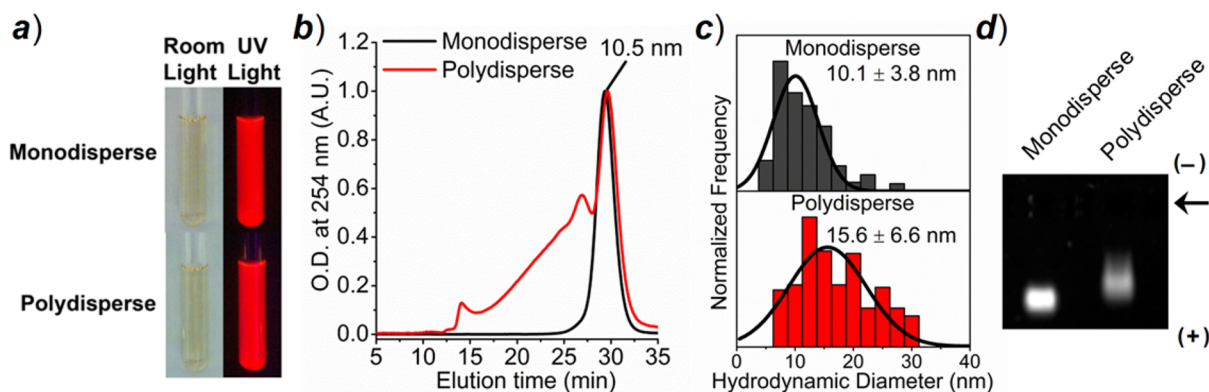 a)
Room Light
UV Light
Monodisperse
Polydisperse
b)
O.D. at 254 nm (A.U.)
1.2
1.0
0.8
0.6
0.4
0.2
0.0
Monodisperse
Polydisperse
10.5 nm
5 10 15 20 25 30 35
Elution time (min)
c)
Normalized Frequency
Monodisperse
10.1 ± 3.8 nm
Polydisperse
15.6 ± 6.6 nm
0 10 20 30 40
Hydrodynamic Diameter (nm)
d)
Monodisperse
Polydisperse
(−)
(+)